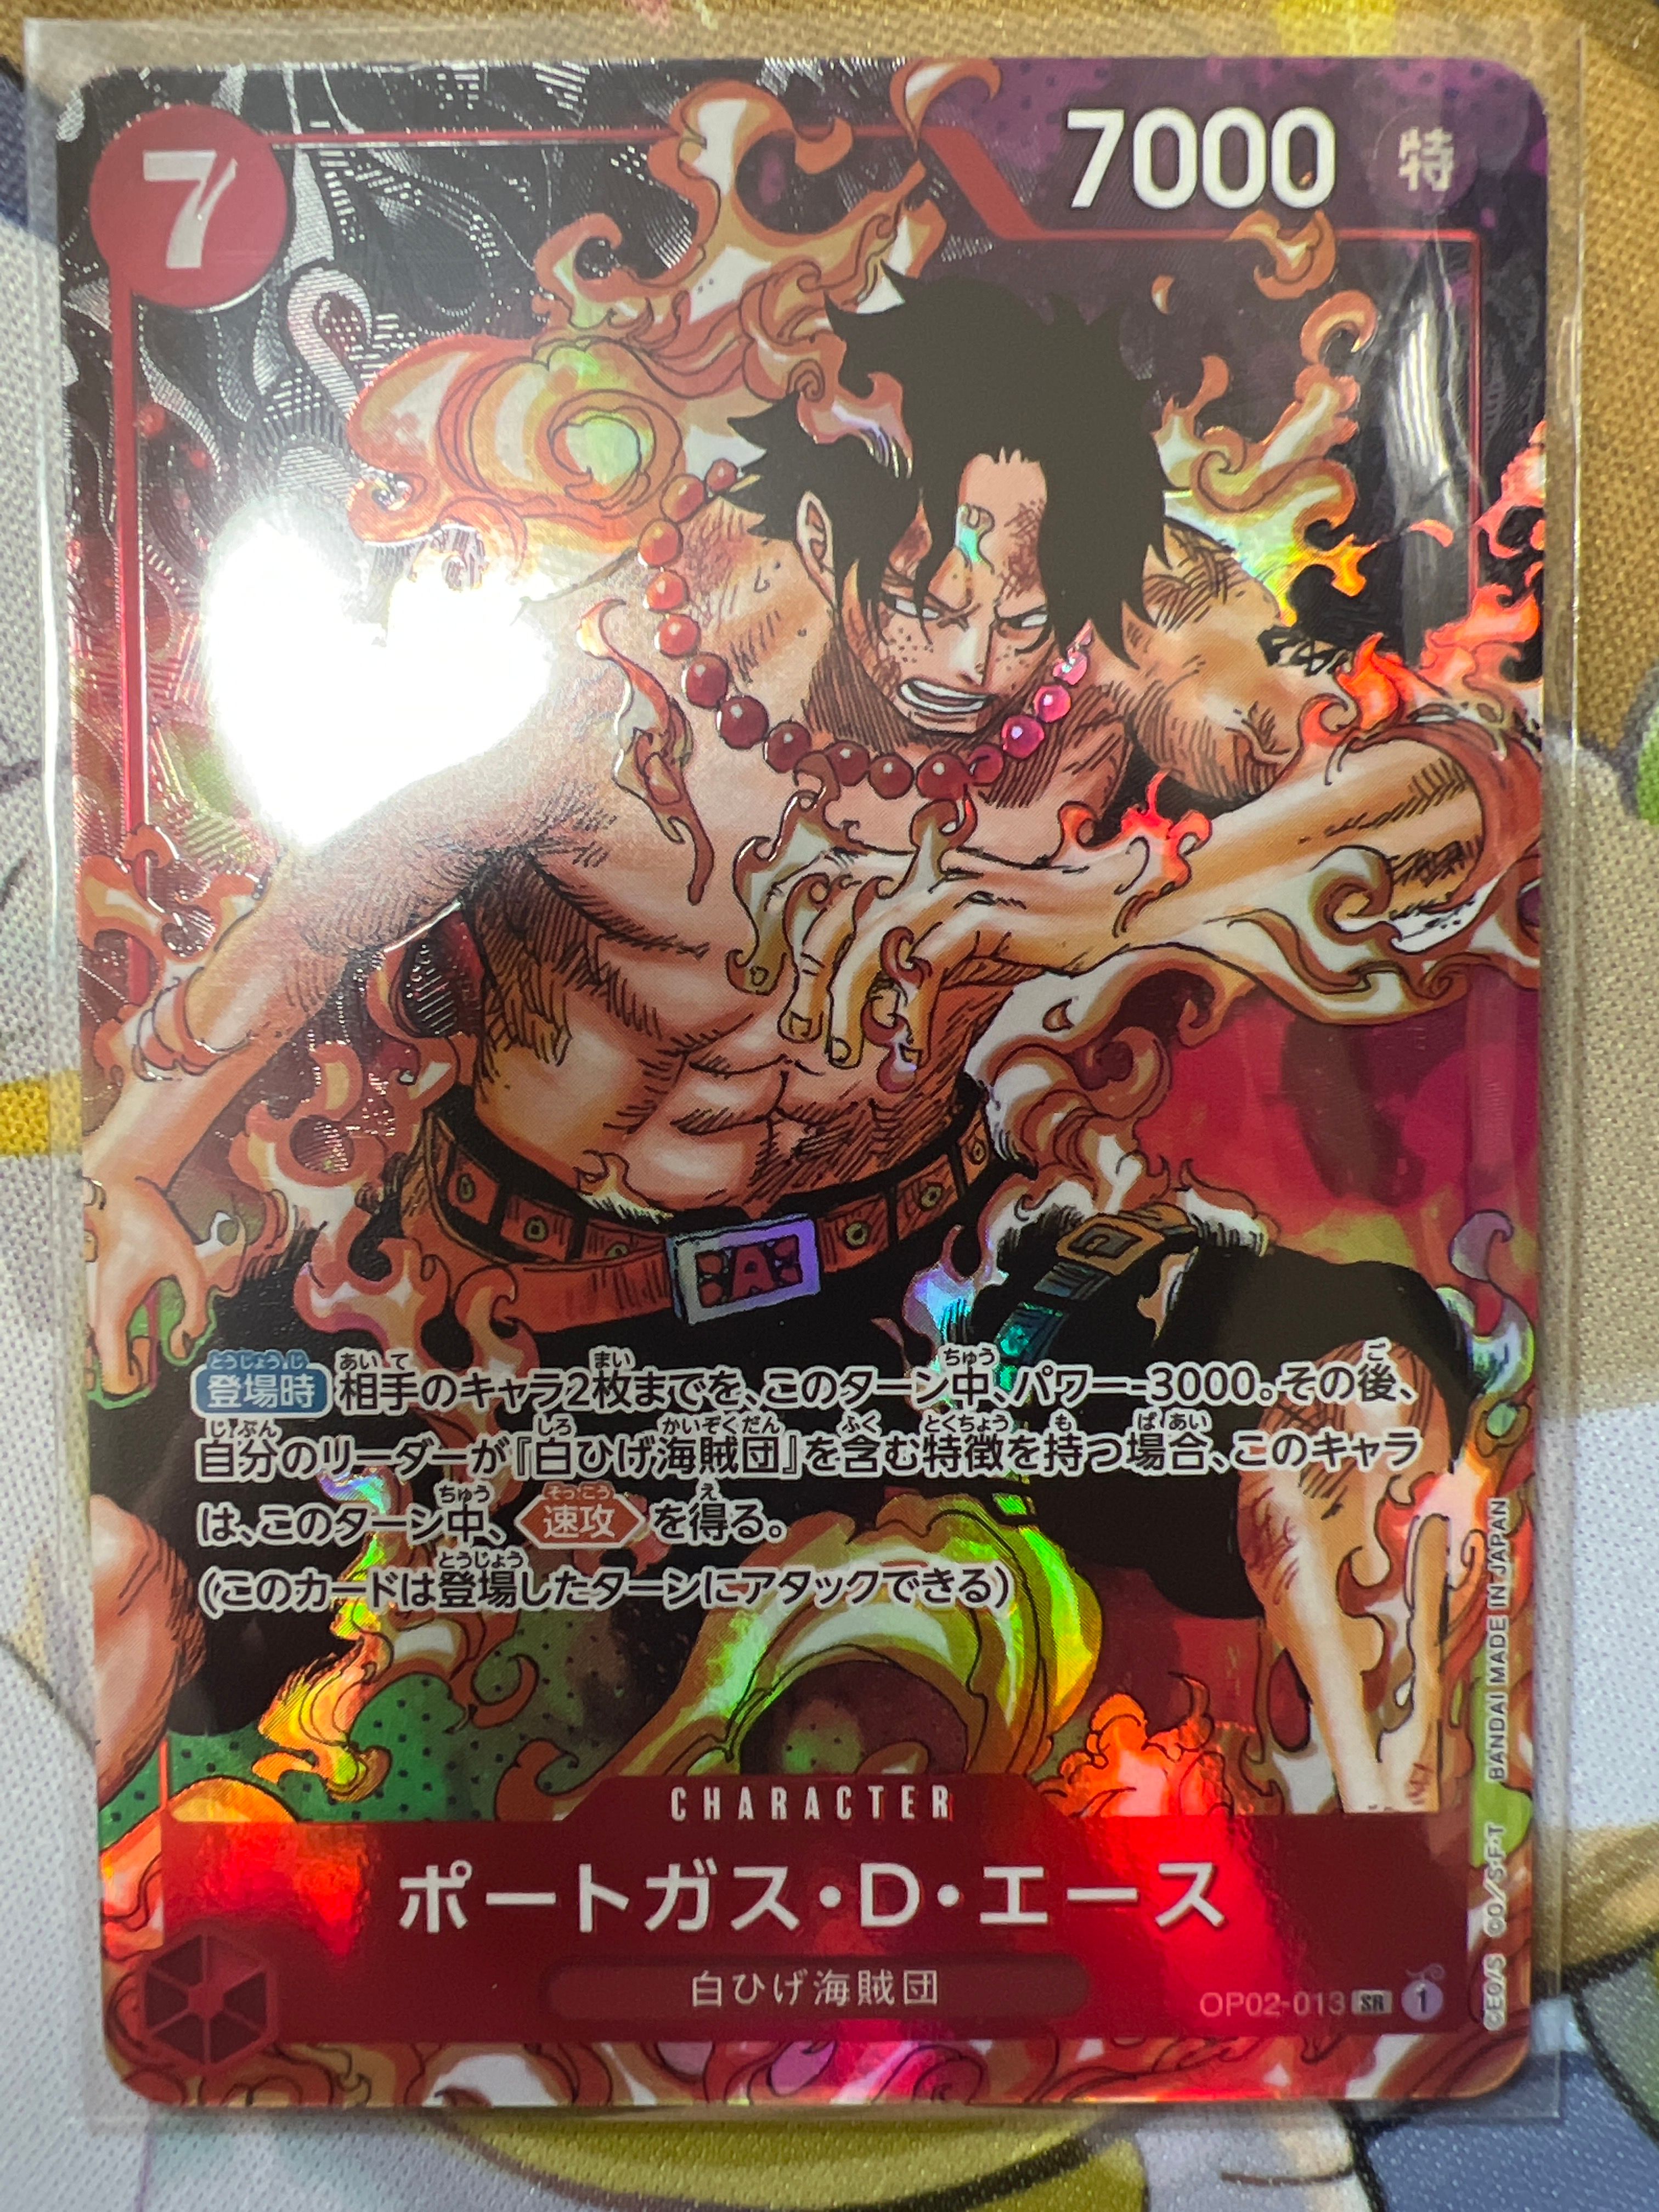 7
7000 特
登場時 相手のキャラ2枚までを、このターン中、パワー-3000。その後、
自分のリーダーが『白ひげ海賊団』を含む特徴を持つ場合、このキャラ
は、このターン中、速攻を得る。
(このカードは登場したターンにアタックできる)
CHARACTER
ポートガス・D・エース
白ひげ海賊団
OP02-013 SR 1
©EO/S ©O/S・F・T BANDAI MADE IN JAPAN
A